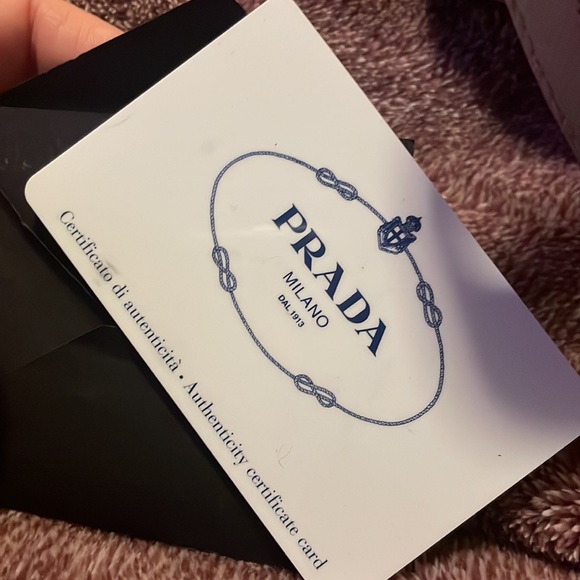 PRADA
MILANO
DAL 1913
Certificato di autenticità • Authenticity certificate card